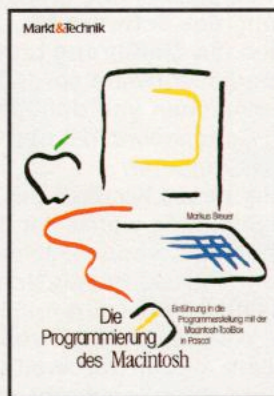 Markt&Technik
Markus Breuer
Die
Programmierung
des Macintosh
Einführung in die
Programmerstellung mit der
Macintosh-ToolBox
in Pascal